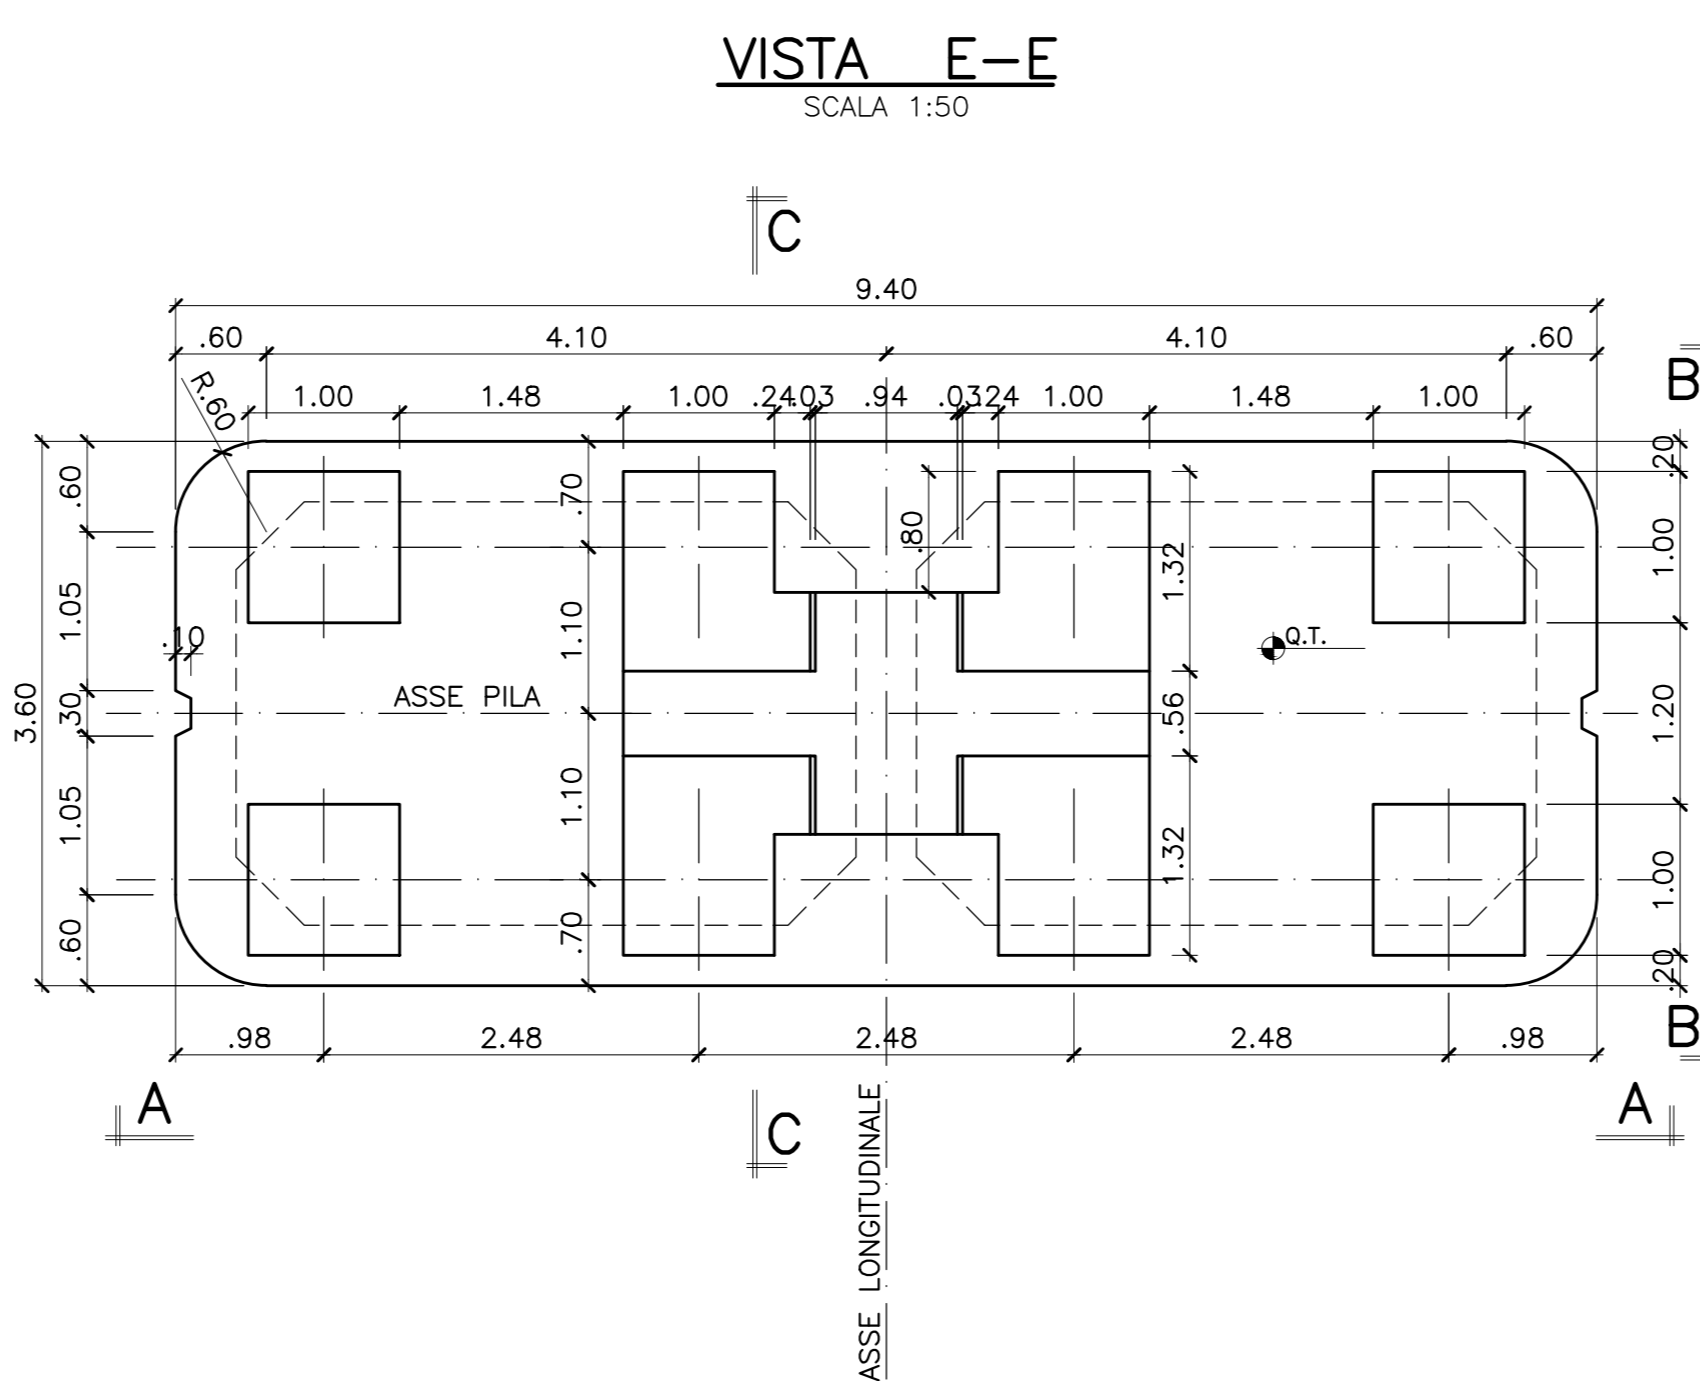 VISTA E-E
SCALA 1:50
C
9.40
.60 4.10 4.10 .60
B
R.60
1.00 1.48 1.00 .24 .03 .94 .03 .24 1.00 1.48 1.00
.60 .70 .80 1.32 .20
1.00
1.05 1.10
.10
Q.T.
3.60 .30 ASSE PILA .56 1.20
1.05 1.10 1.32 1.00
.60 .70 .20
.98 2.48 2.48 2.48 .98
B
A C A
ASSE LONGITUDINALE